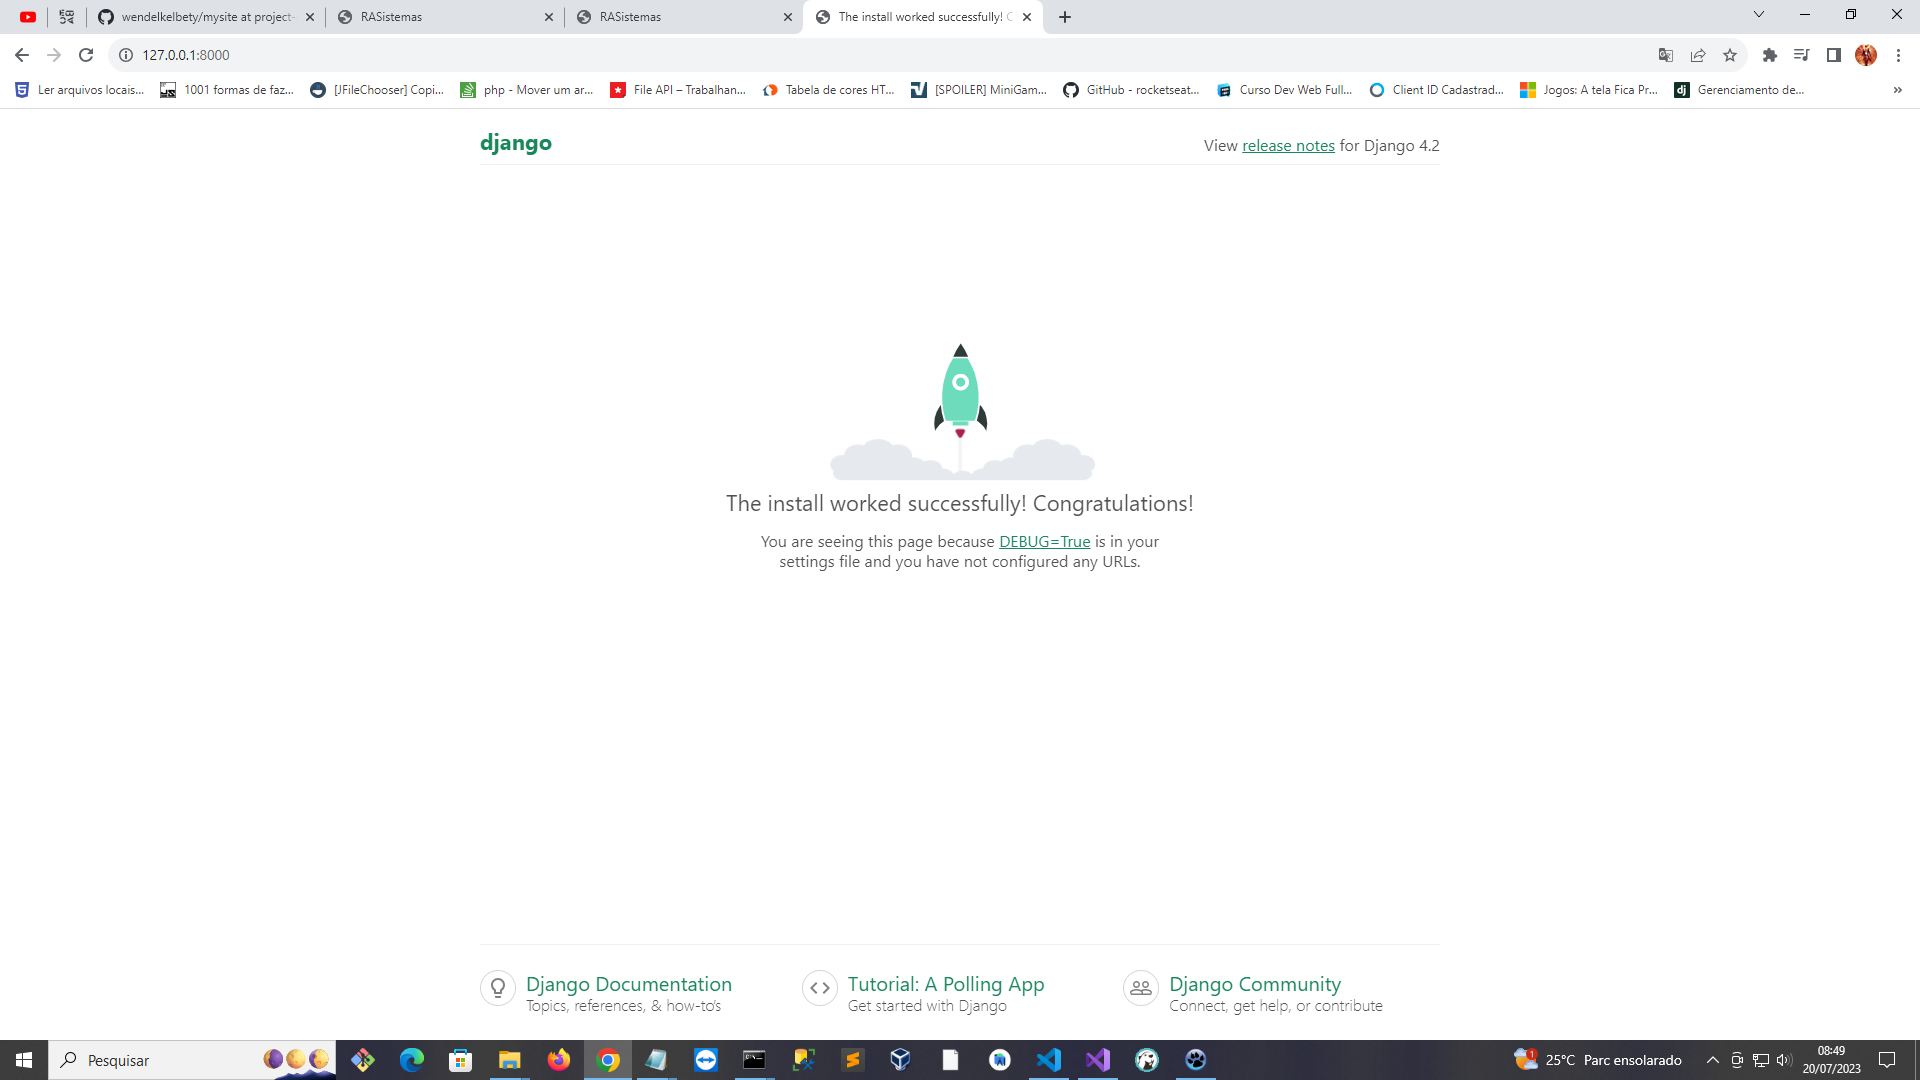 wendelkelbety/mysite at project-
RASistemas
RASistemas
The install worked successfully! C
127.0.0.1:8000
Ler arquivos locais...
1001 formas de faz...
[JFileChooser] Copi...
php - Mover um ar...
File API – Trabalhan...
Tabela de cores HT...
[SPOILER] MiniGam...
GitHub - rocketseat...
Curso Dev Web Full...
Client ID Cadastrad...
Jogos: A tela Fica Pr...
Gerenciamento de...
»
django
View release notes for Django 4.2
The install worked successfully! Congratulations!
You are seeing this page because DEBUG=True is in your
settings file and you have not configured any URLs.
Django Documentation
Topics, references, & how-to's
Tutorial: A Polling App
Get started with Django
Django Community
Connect, get help, or contribute
Pesquisar
1
25°C Parc ensolarado
08:49
20/07/2023